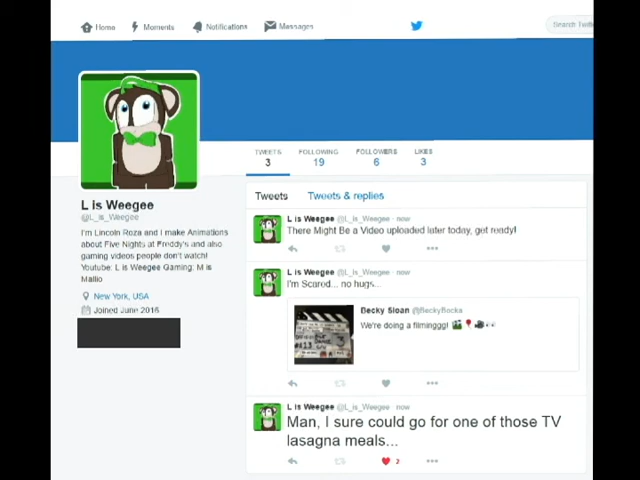 Home Moments Notifications Messages Search Twitt
TWEETS FOLLOWING FOLLOWERS LIKES
3 19 6 3
L is Weegee
@L_is_Weegee
I'm Lincoln Roza and I make Animations
about Five Nights at Freddy's and also
gaming videos people don't watch!
Youtube: L is Weegee Gaming: M is
Mallio
New York, USA
Joined June 2016
Tweets Tweets & replies
L is Weegee @L_is_Weegee · now
There Might Be a Video uploaded later today, get ready!
L is Weegee @L_is_Weegee · now
I'm Scared... no hugs...
Becky Sloan @BeckyBocka
We're doing a filminggg!
L is Weegee @L_is_Weegee · now
Man, I sure could go for one of those TV
lasagna meals...
2